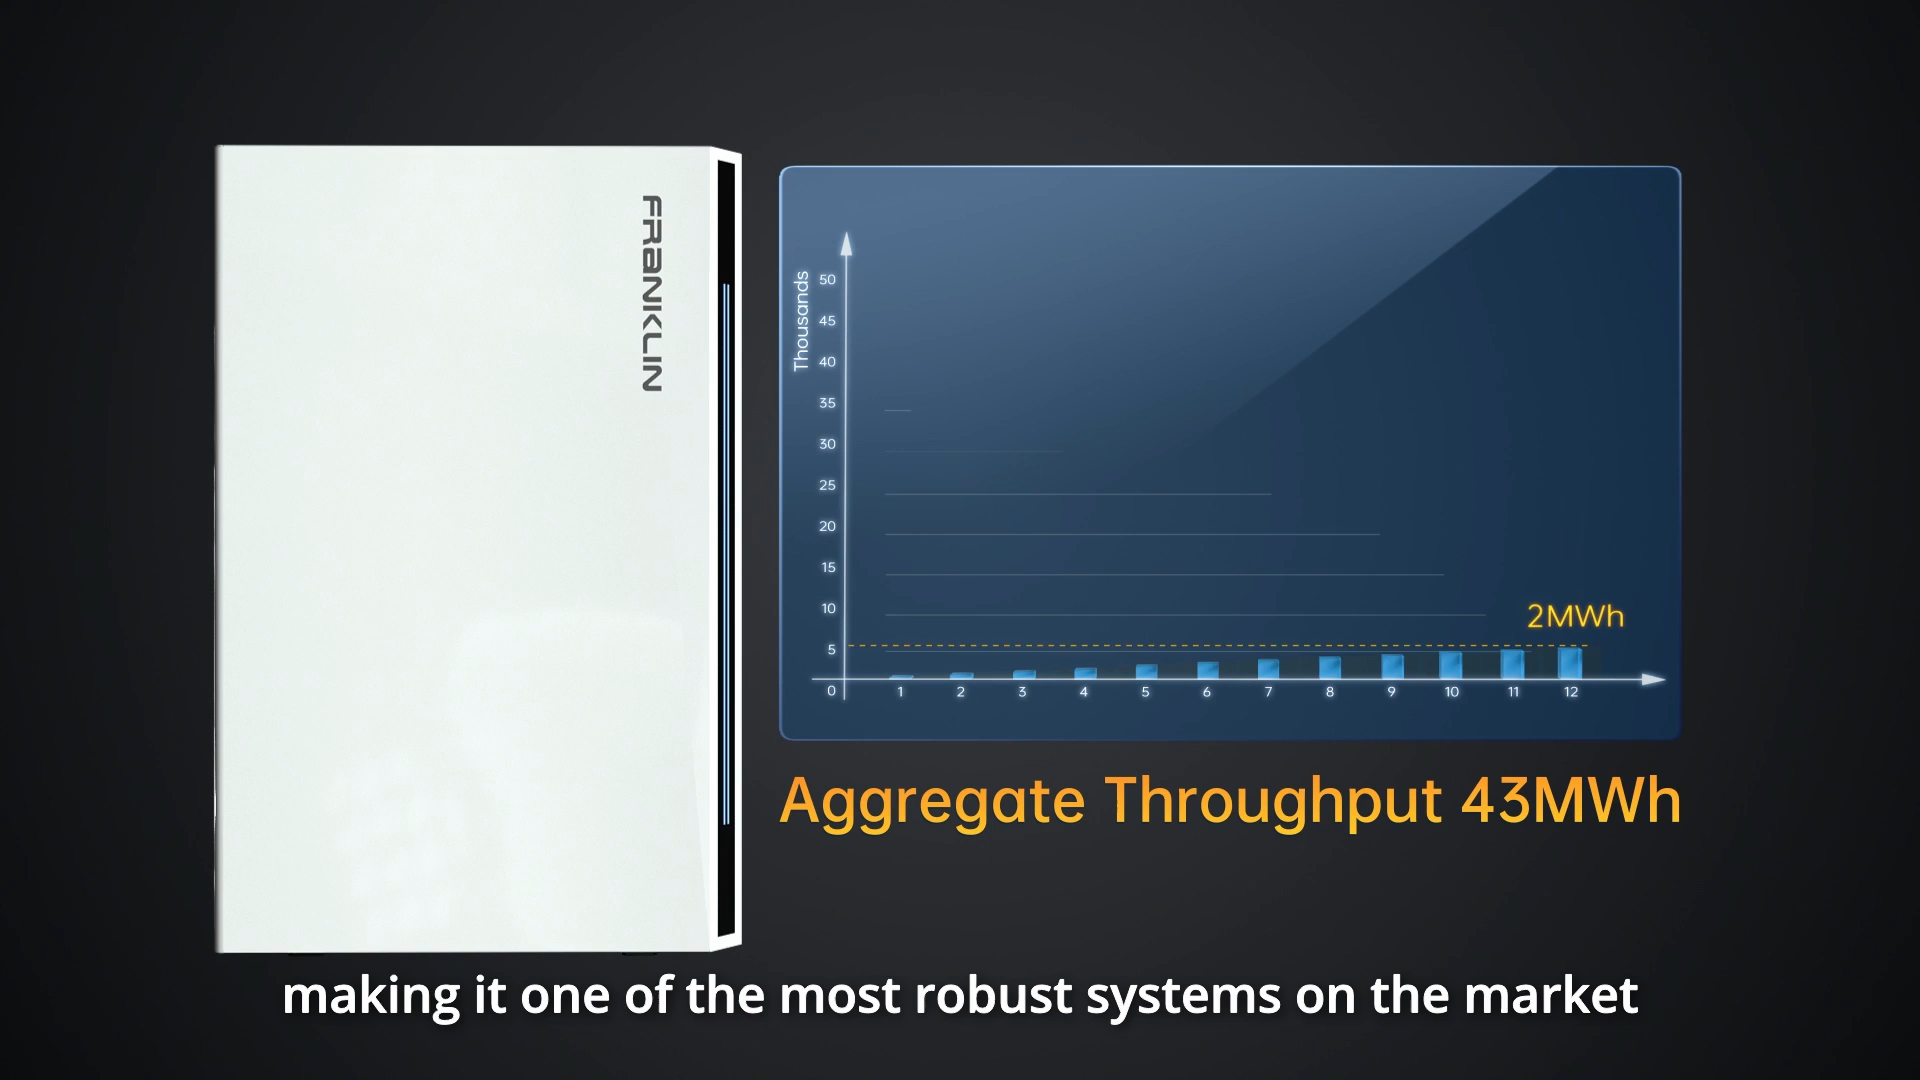 FRANKLIN
Thousands
50
45
40
35
30
25
20
15
10
5
0
1 2 3 4 5 6 7 8 9 10 11 12
2MWh
Aggregate Throughput 43MWh
making it one of the most robust systems on the market